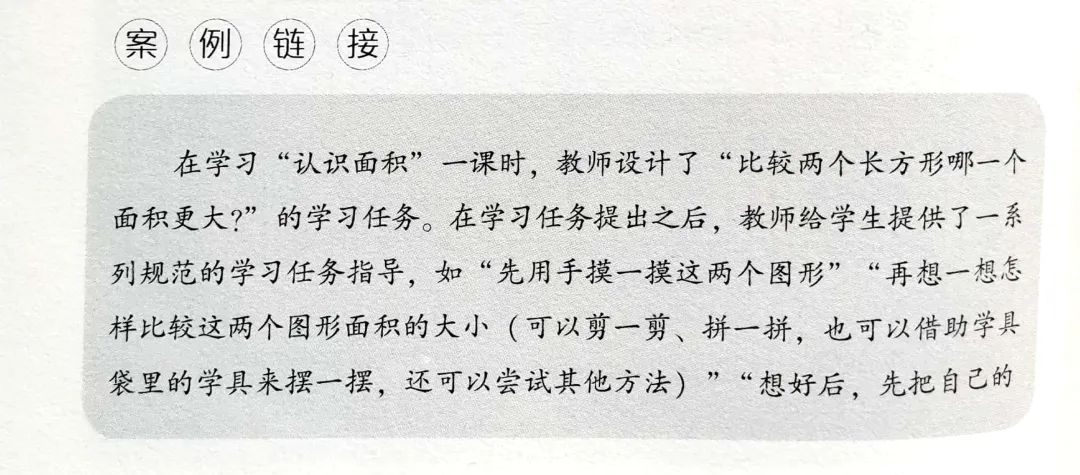 案例链接
在学习“认识面积”一课时，教师设计了“比较两个长方形哪一个
面积更大?”的学习任务。在学习任务提出之后，教师给学生提供了一系
列规范的学习任务指导，如“先用手摸一摸这两个图形”“再想一想怎
样比较这两个图形面积的大小（可以剪一剪、拼一拼，也可以借助学具
袋里的学具来摆一摆，还可以尝试其他方法）”“想好后，先把自己的